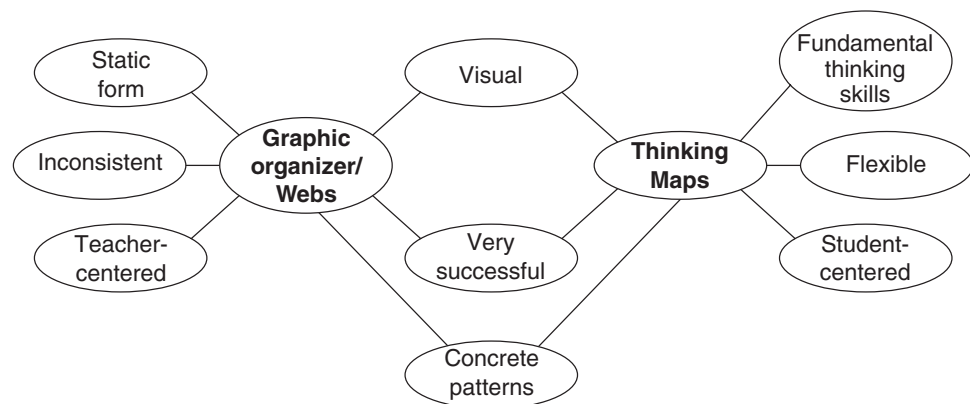 Static
form
Inconsistent
Teacher-
centered
Graphic
organizer/
Webs
Visual
Very
successful
Concrete
patterns
Thinking
Maps
Fundamental
thinking
skills
Flexible
Student-
centered